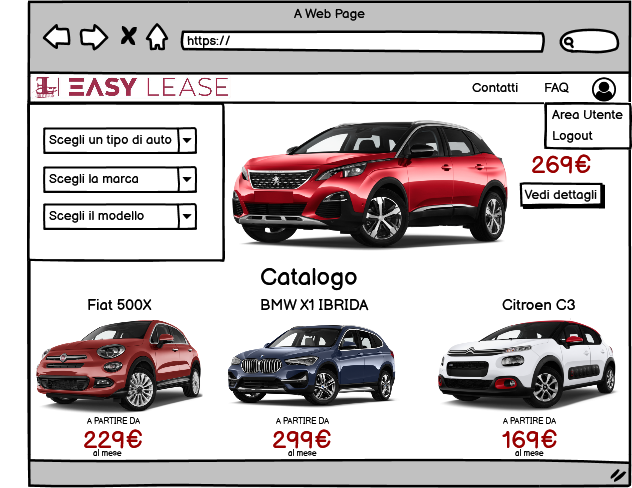 A Web Page
https://
EASY LEASE
Contatti
FAQ
Area Utente
Logout
Scegli un tipo di auto
Scegli la marca
Scegli il modello
269€
Vedi dettagli
Catalogo
Fiat 500X
BMW X1 IBRIDA
Citroen C3
A PARTIRE DA
229€
al mese
A PARTIRE DA
299€
al mese
A PARTIRE DA
169€
al mese